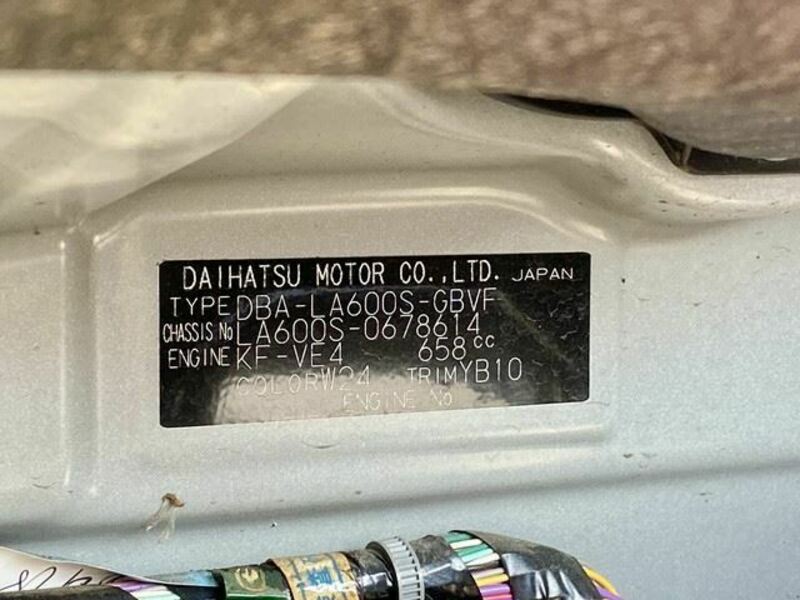 DAIHATSU MOTOR CO.,LTD. JAPAN
TYPE DBA-LA600S-GBVF
CHASSIS No LA600S-0678614
ENGINE KF-VE4 658cc
COLOR W24 TRIM YB10
ENGINE No